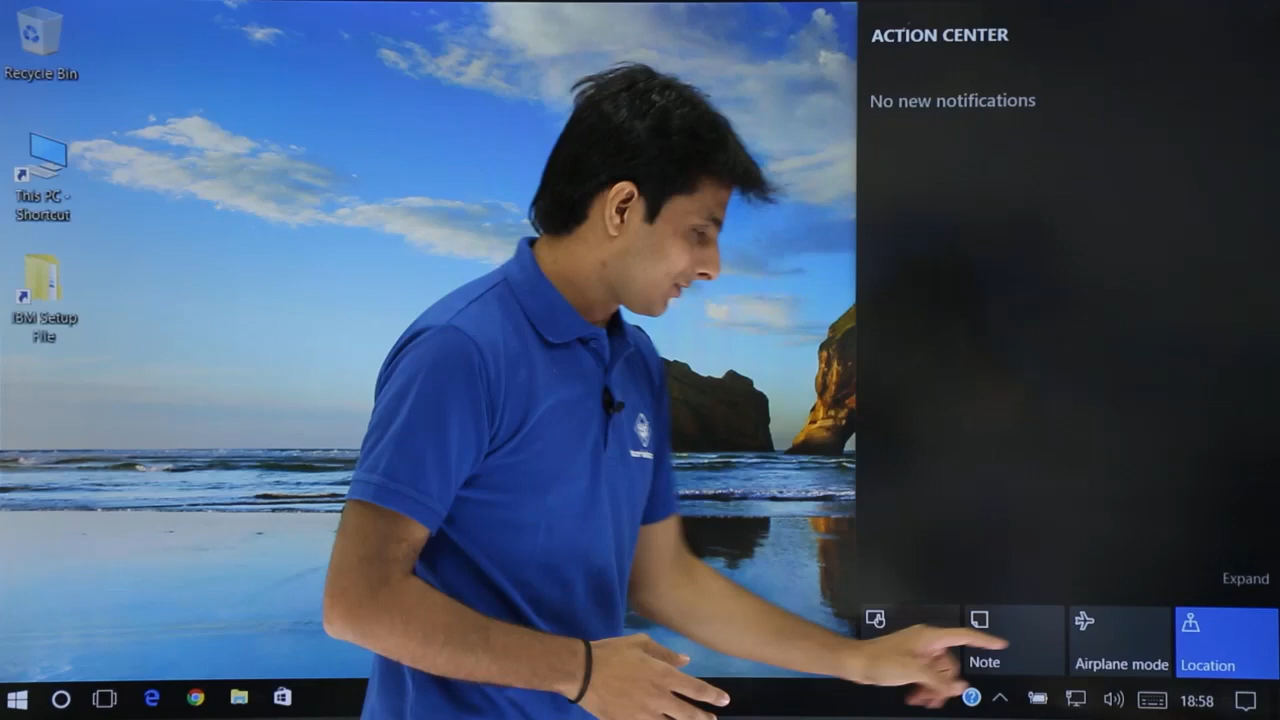 Recycle Bin
This PC -
Shortcut
IBM Setup
File
ACTION CENTER
No new notifications
Expand
Note
Airplane mode
Location
18:58